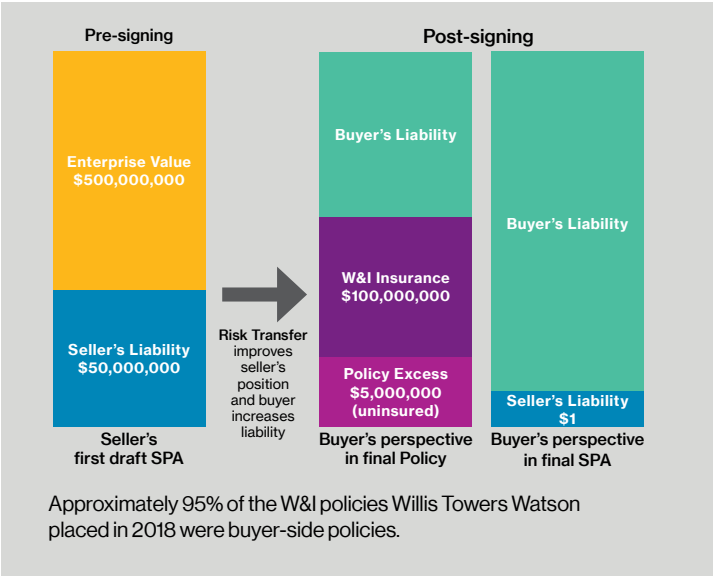 Pre-signing
Post-signing
Enterprise Value
$500,000,000
Seller's Liability
$50,000,000
Seller's
first draft SPA
Risk Transfer
improves
seller's
position
and buyer
increases
liability
Buyer's Liability
W&I Insurance
$100,000,000
Policy Excess
$5,000,000
(uninsured)
Buyer's perspective
in final Policy
Buyer's Liability
Seller's Liability
$1
Buyer's perspective
in final SPA
Approximately 95% of the W&I policies Willis Towers Watson
placed in 2018 were buyer-side policies.